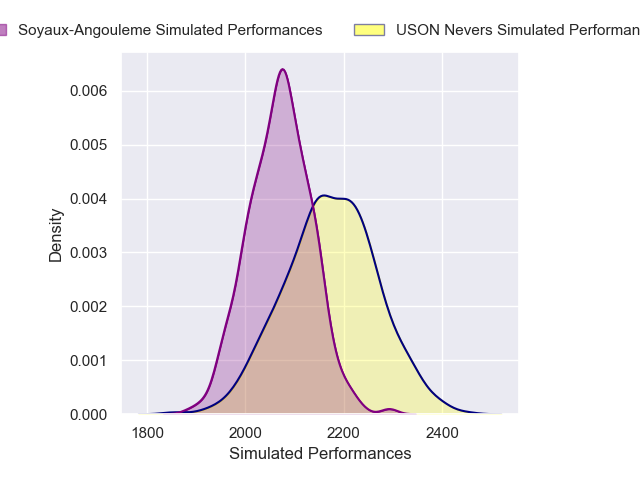 Soyaux-Angouleme Simulated Performances USON Nevers Simulated Performan
0.006
0.005
0.004
0.003
0.002
0.001
0.000
Density
1800 2000 2200 2400
Simulated Performances